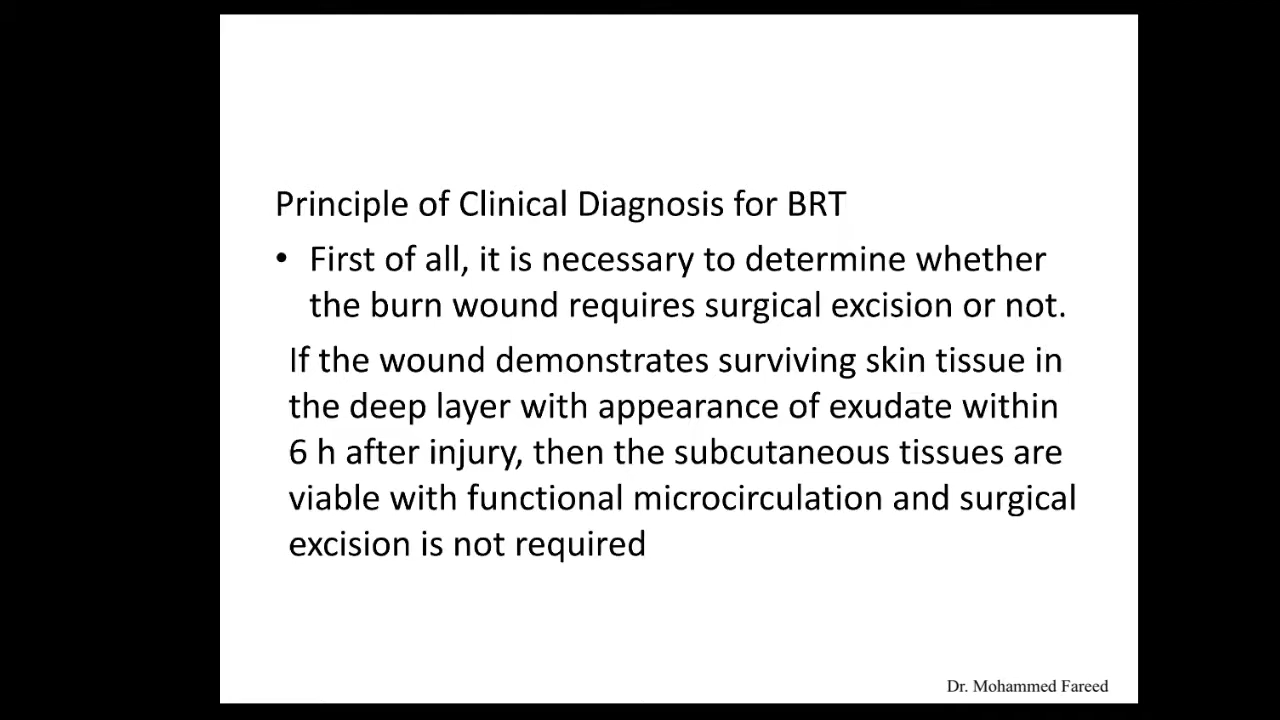 Principle of Clinical Diagnosis for BRT
• First of all, it is necessary to determine whether
the burn wound requires surgical excision or not.
If the wound demonstrates surviving skin tissue in
the deep layer with appearance of exudate within
6 h after injury, then the subcutaneous tissues are
viable with functional microcirculation and surgical
excision is not required
Dr. Mohammed Fareed